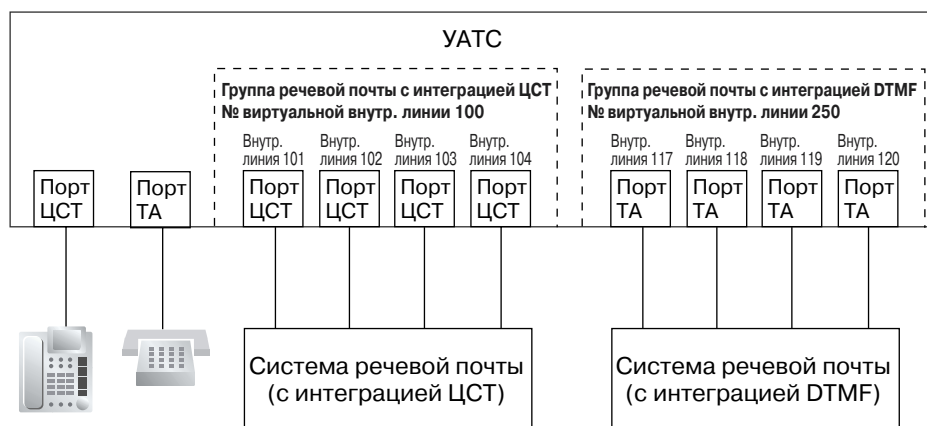 УАТС
Группа речевой почты с интеграцией ЦСТ
№ виртуальной внутр. линии 100
Группа речевой почты с интеграцией DTMF
№ виртуальной внутр. линии 250
Внутр. Внутр. Внутр. Внутр.
линия 101 линия 102 линия 103 линия 104
Внутр. Внутр. Внутр. Внутр.
линия 117 линия 118 линия 119 линия 120
Порт Порт Порт Порт Порт Порт Порт Порт Порт Порт
ЦСТ ТА ЦСТ ЦСТ ЦСТ ЦСТ ТА ТА ТА ТА
Система речевой почты
(с интеграцией ЦСТ)
Система речевой почты
(с интеграцией DTMF)